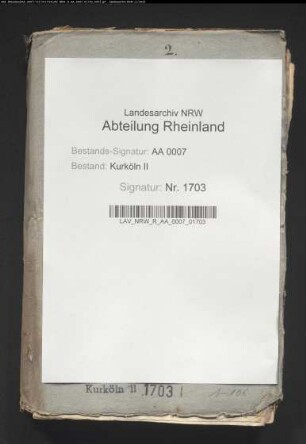 2.
Landesarchiv NRW
Abteilung Rheinland
Bestands-Signatur: AA 0007
Bestand: Kurköln II
Signatur: Nr. 1703
LAV_NRW_R_AA_0007_01703
Kurköln II 1703